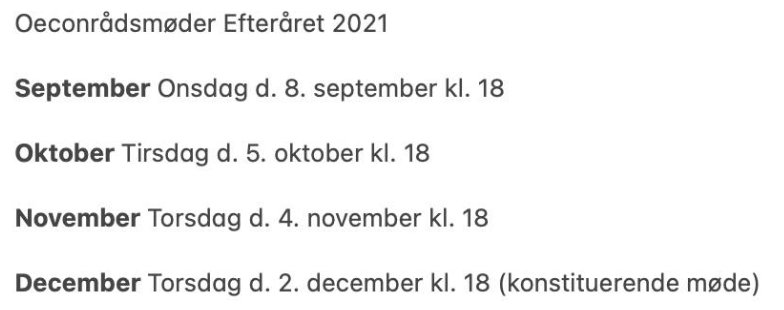 Oeconrådsmøder Efteråret 2021
September Onsdag d. 8. september kl. 18
Oktober Tirsdag d. 5. oktober kl. 18
November Torsdag d. 4. november kl. 18
December Torsdag d. 2. december kl. 18 (konstituerende møde)